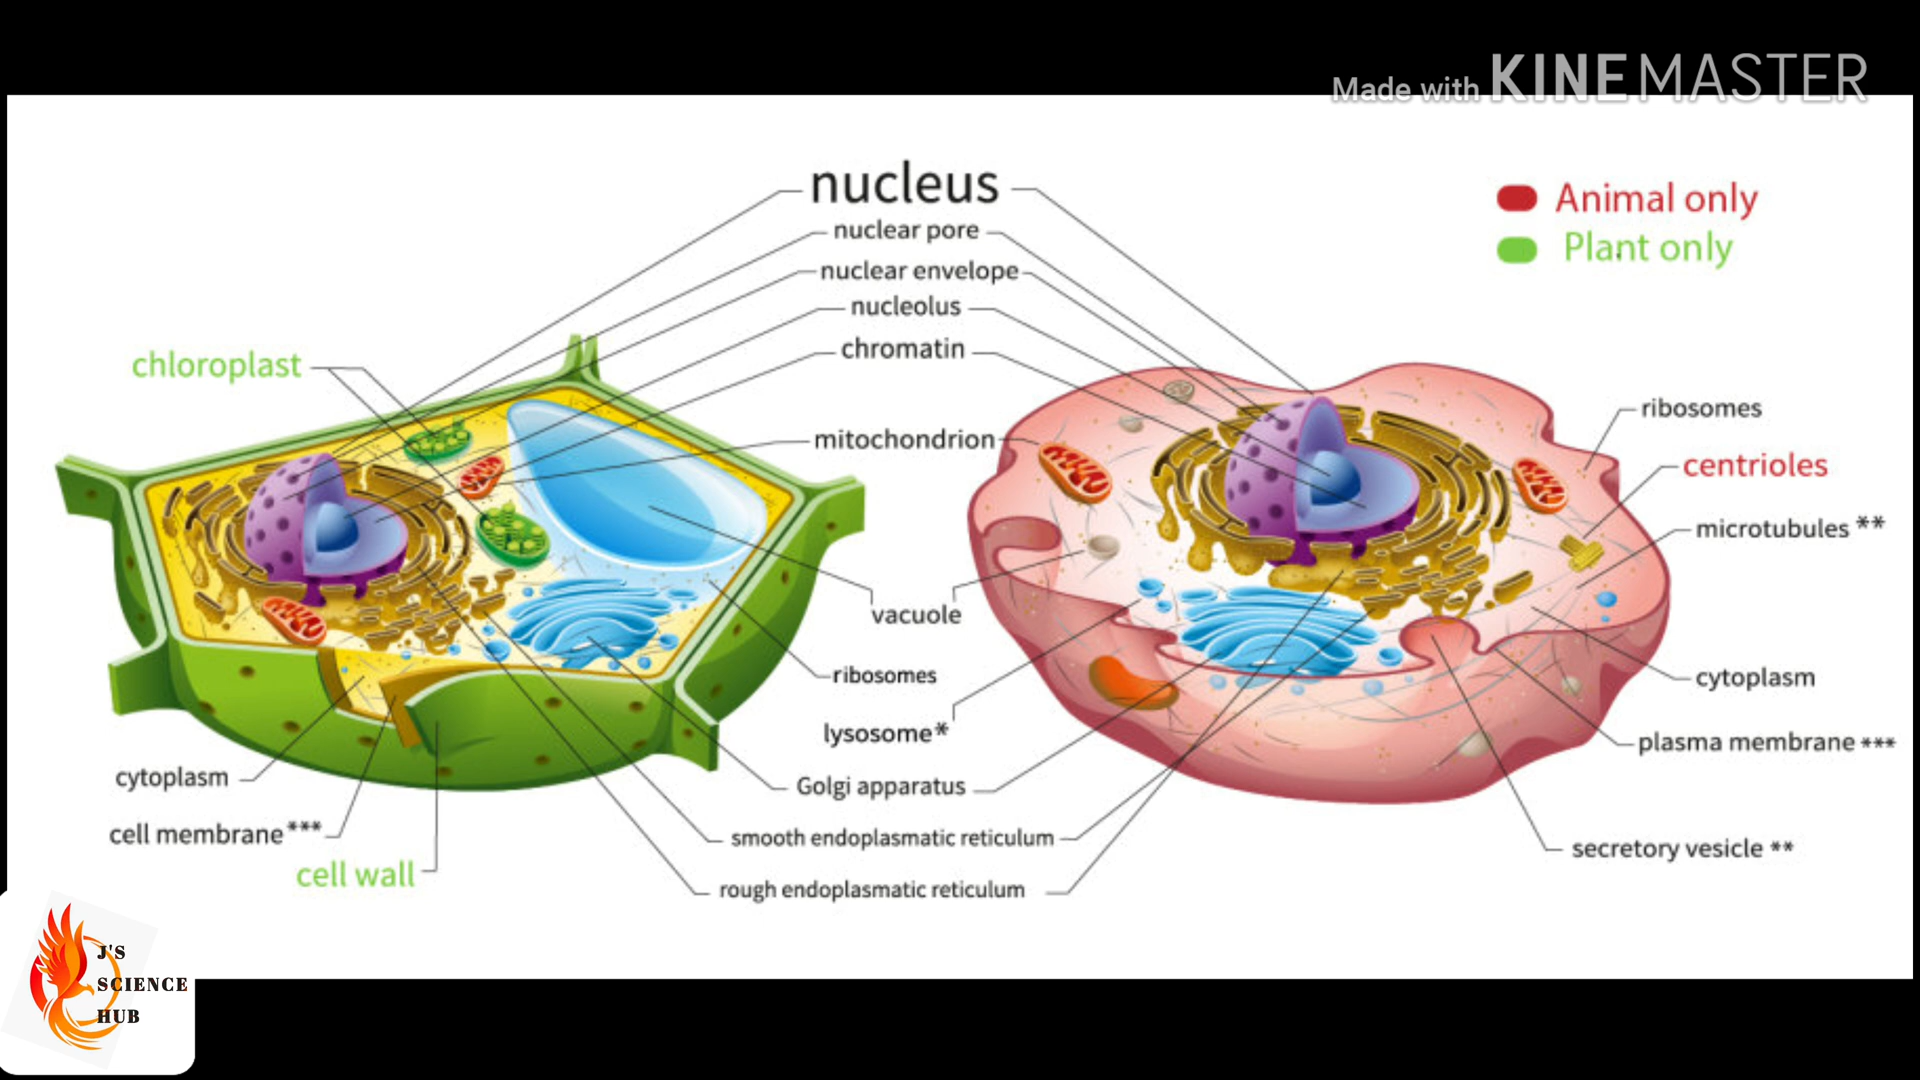 Made with KINEMASTER
nucleus
nuclear pore
nuclear envelope
nucleolus
chromatin
mitochondrion
vacuole
ribosomes
lysosome*
Golgi apparatus
smooth endoplasmatic reticulum
rough endoplasmatic reticulum
chloroplast
cytoplasm
cell membrane***
cell wall
Animal only
Plant only
ribosomes
centrioles
microtubules **
cytoplasm
plasma membrane ***
secretory vesicle **
J'S
SCIENCE
HUB